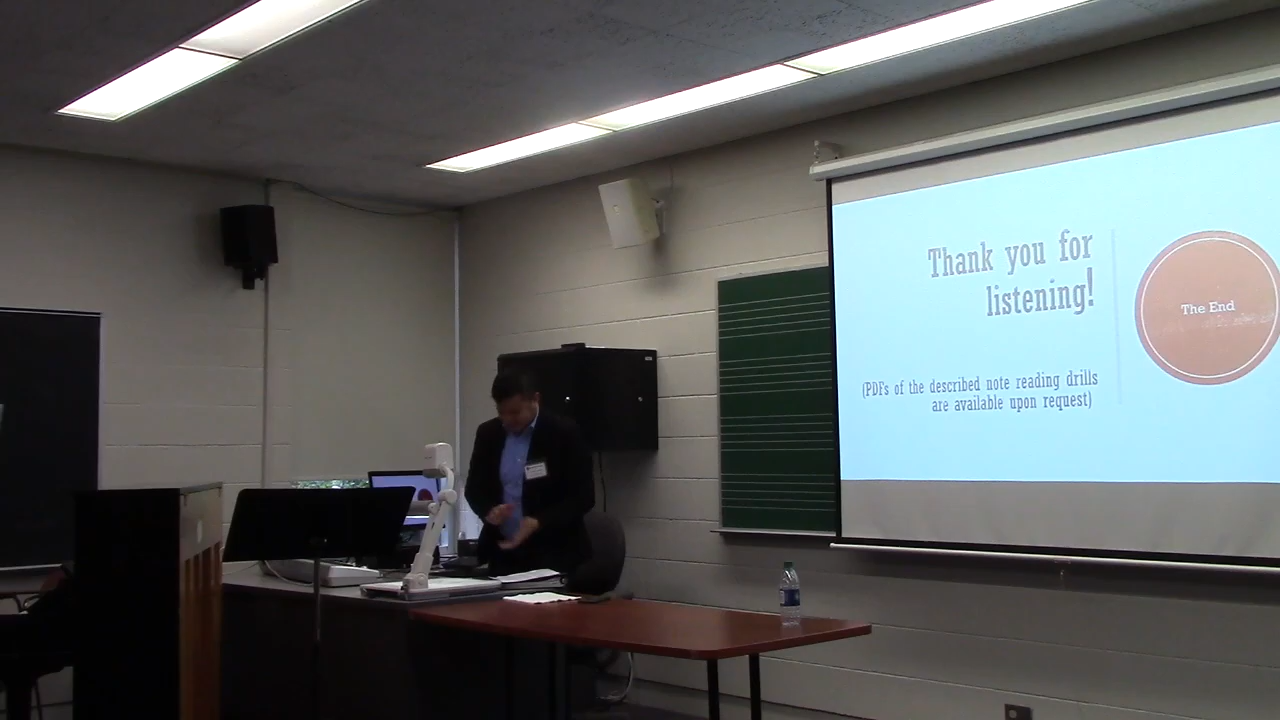 Thank you for
listening!
(PDFs of the described note reading drills
are available upon request)
The End